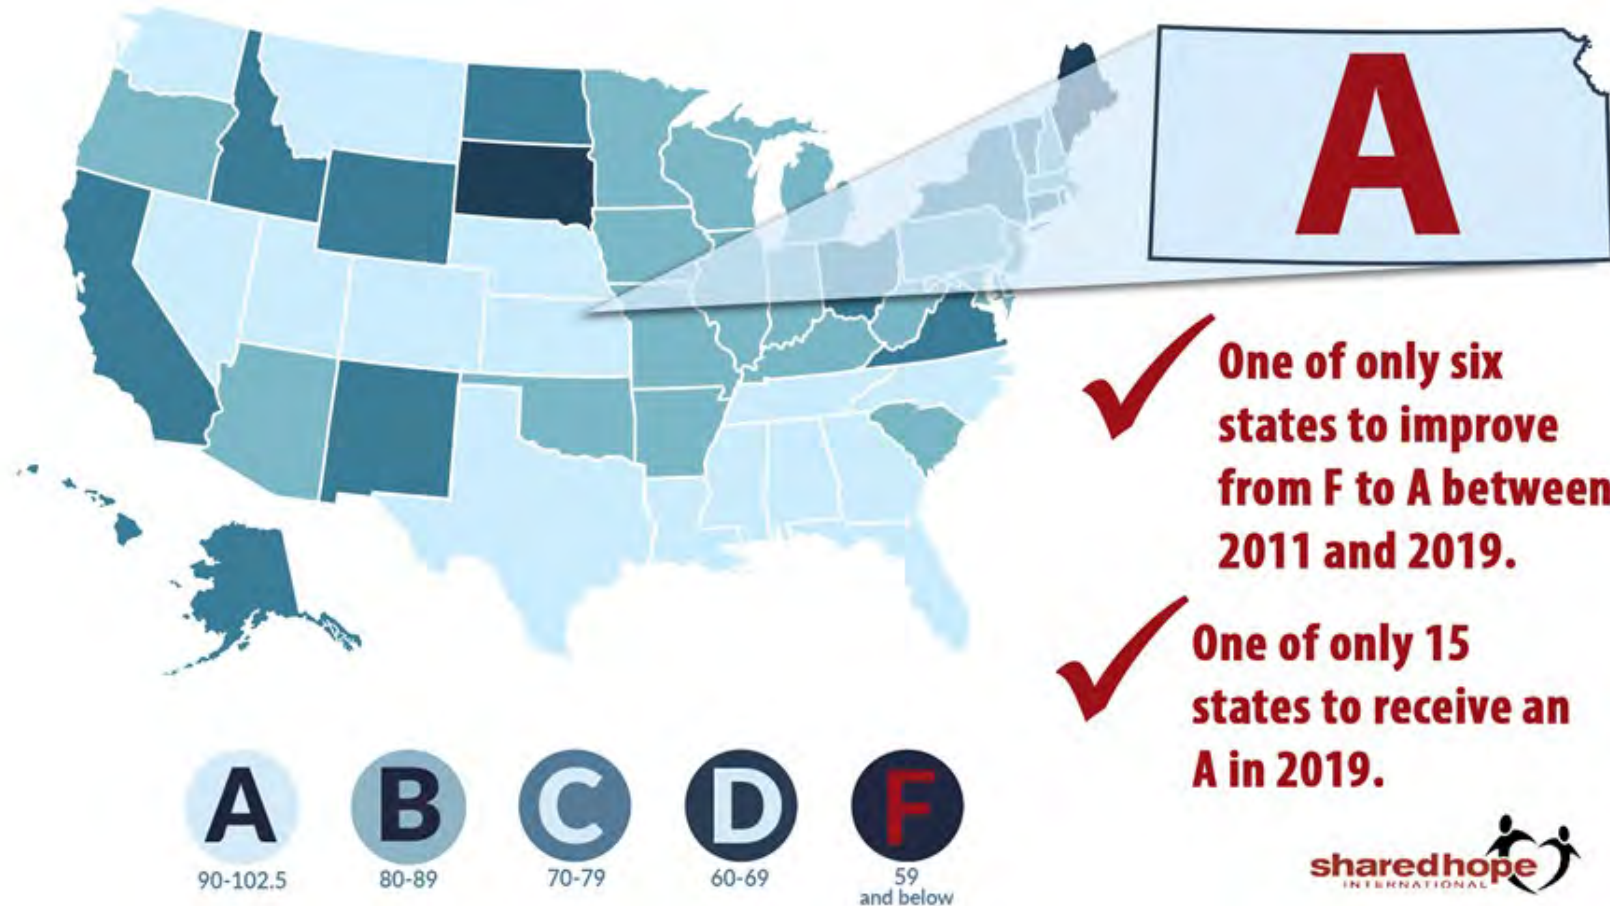 A
One of only six
states to improve
from F to A between
2011 and 2019.
One of only 15
states to receive an
A in 2019.
A
B
C
D
F
90-102.5
80-89
70-79
60-69
59
and below
sharedhope
INTERNATIONAL